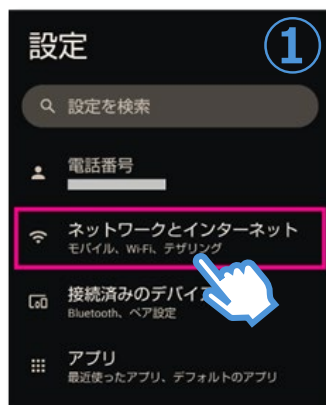 設定
①
設定を検索
電話番号
ネットワークとインターネット
モバイル、Wi-Fi、テザリング
接続済みのデバイ
Bluetooth、ペア設定
アプリ
最近使ったアプリ、デフォルトのアプリ